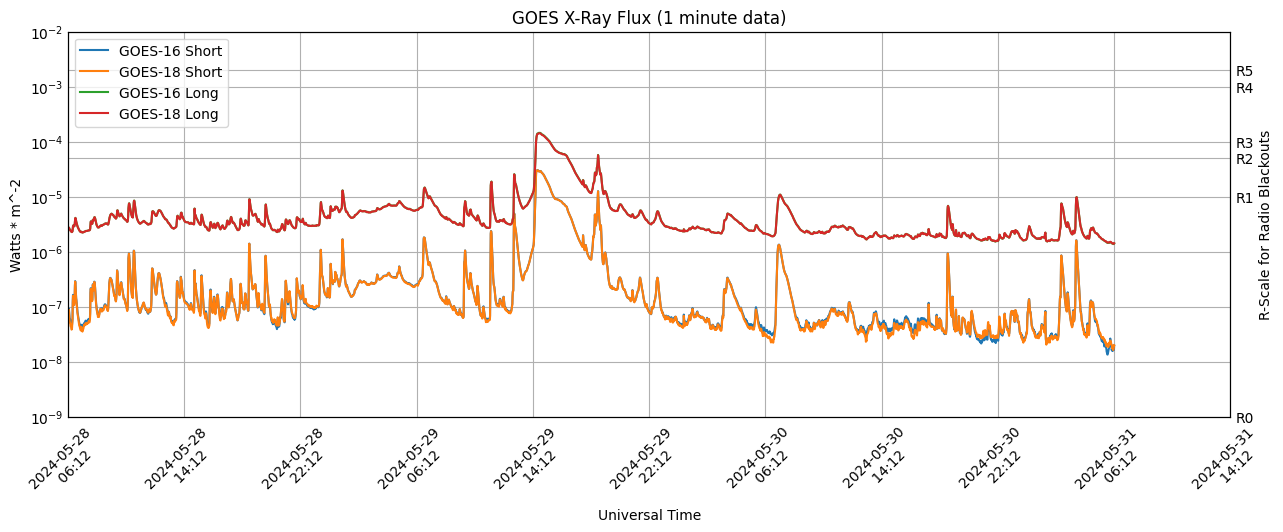 GOES X-Ray Flux (1 minute data)
GOES-16 Short
GOES-18 Short
GOES-16 Long
GOES-18 Long
10^-2
10^-3
10^-4
10^-5
10^-6
10^-7
10^-8
10^-9
Watts * m^-2
R5
R4
R3
R2
R1
R0
R-Scale for Radio Blackouts
2024-05-28
06:12
2024-05-28
14:12
2024-05-28
22:12
2024-05-29
06:12
2024-05-29
14:12
2024-05-29
22:12
2024-05-30
06:12
2024-05-30
14:12
2024-05-30
22:12
2024-05-31
06:12
2024-05-31
14:12
Universal Time